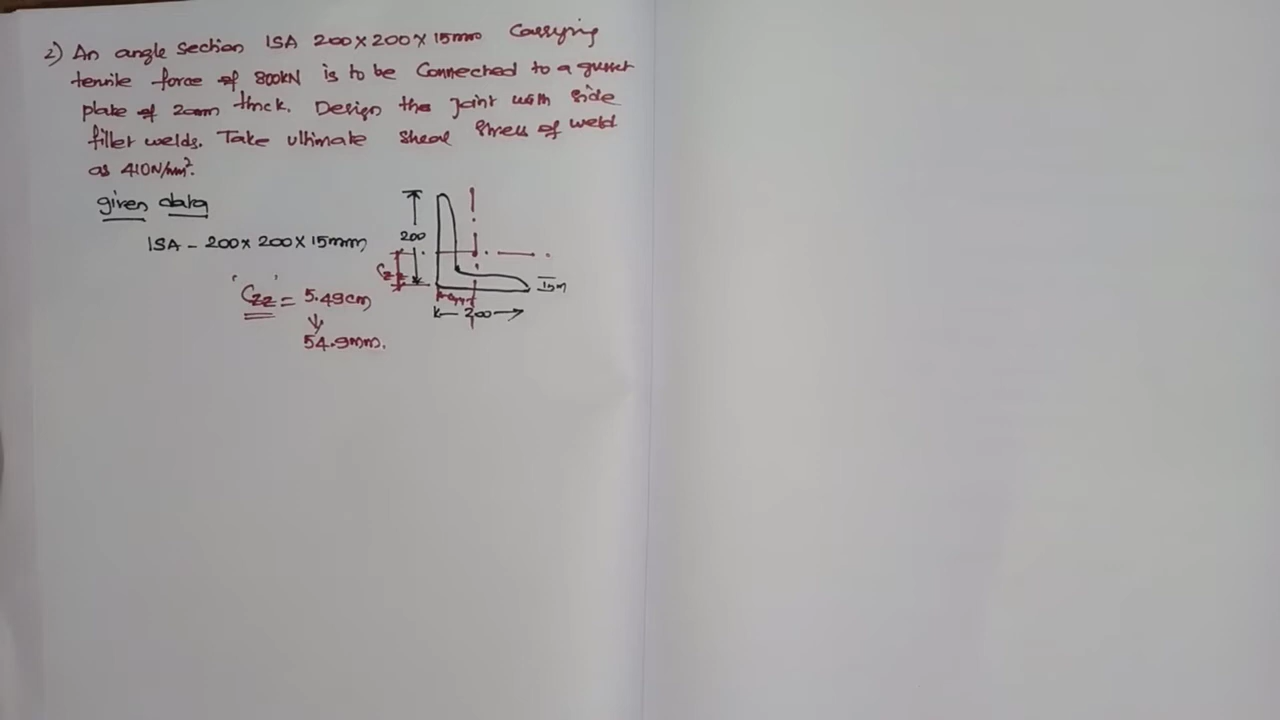 2) An angle section ISA 200 x 200 x 15mm Carrying
tensile force of 800kN is to be Connected to a gusset
plate of 20mm thick. Design the joint with side
fillet welds. Take ultimate shear stress of weld
as 410N/mm².
given data
ISA - 200 x 200 x 15mm
200
Czz
15m
200
'Czz' = 5.49cm
54.9mm.